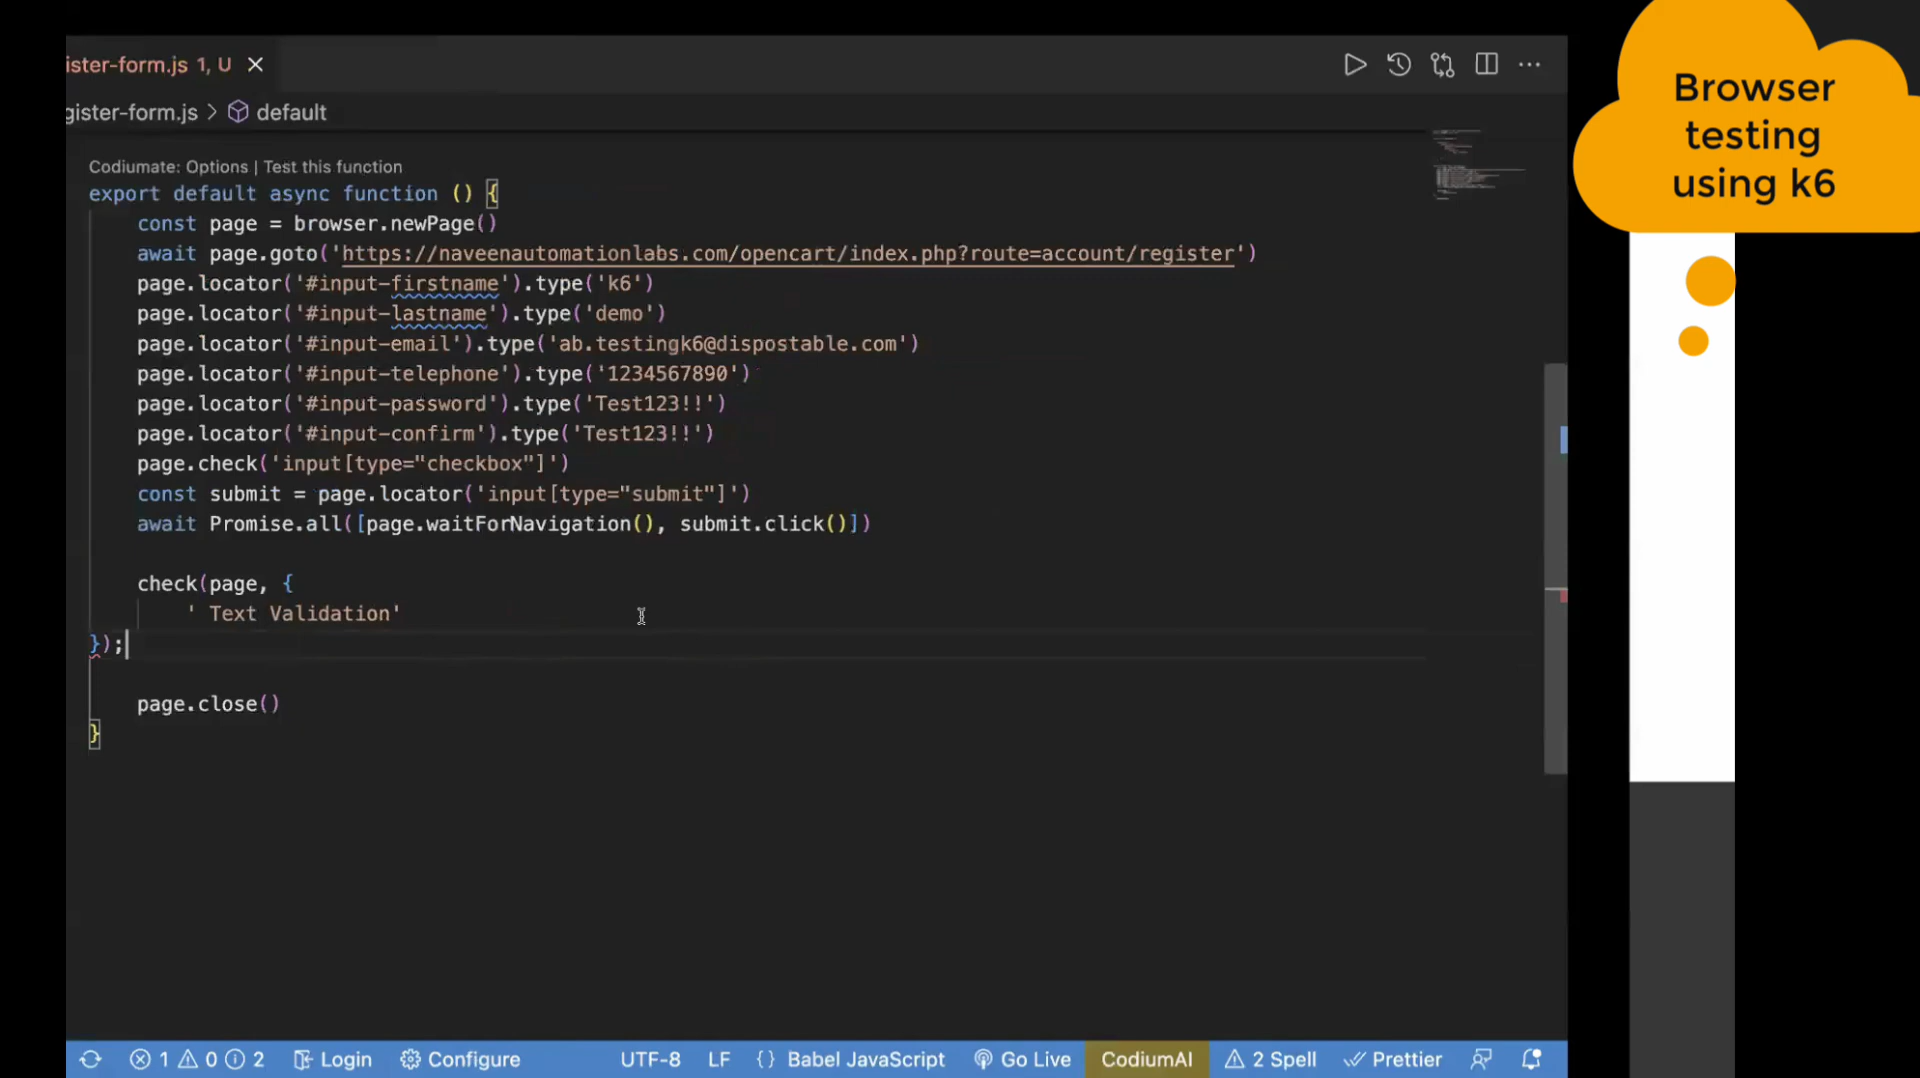 ister-form.js 1, U
gister-form.js > default
Codiumate: Options | Test this function
export default async function () {
const page = browser.newPage()
await page.goto('https://naveenautomationlabs.com/opencart/index.php?route=account/register')
page.locator('#input-firstname').type('k6')
page.locator('#input-lastname').type('demo')
page.locator('#input-email').type('ab.testingk6@dispostable.com')
page.locator('#input-telephone').type('1234567890')
page.locator('#input-password').type('Test123!!')
page.locator('#input-confirm').type('Test123!!')
page.check('input[type="checkbox"]')
const submit = page.locator('input[type="submit"]')
await Promise.all([page.waitForNavigation(), submit.click()])
check(page, {
' Text Validation'
});
page.close()
}
Browser
testing
using k6
1 0 2 Login Configure UTF-8 LF {} Babel JavaScript Go Live CodiumAI 2 Spell Prettier